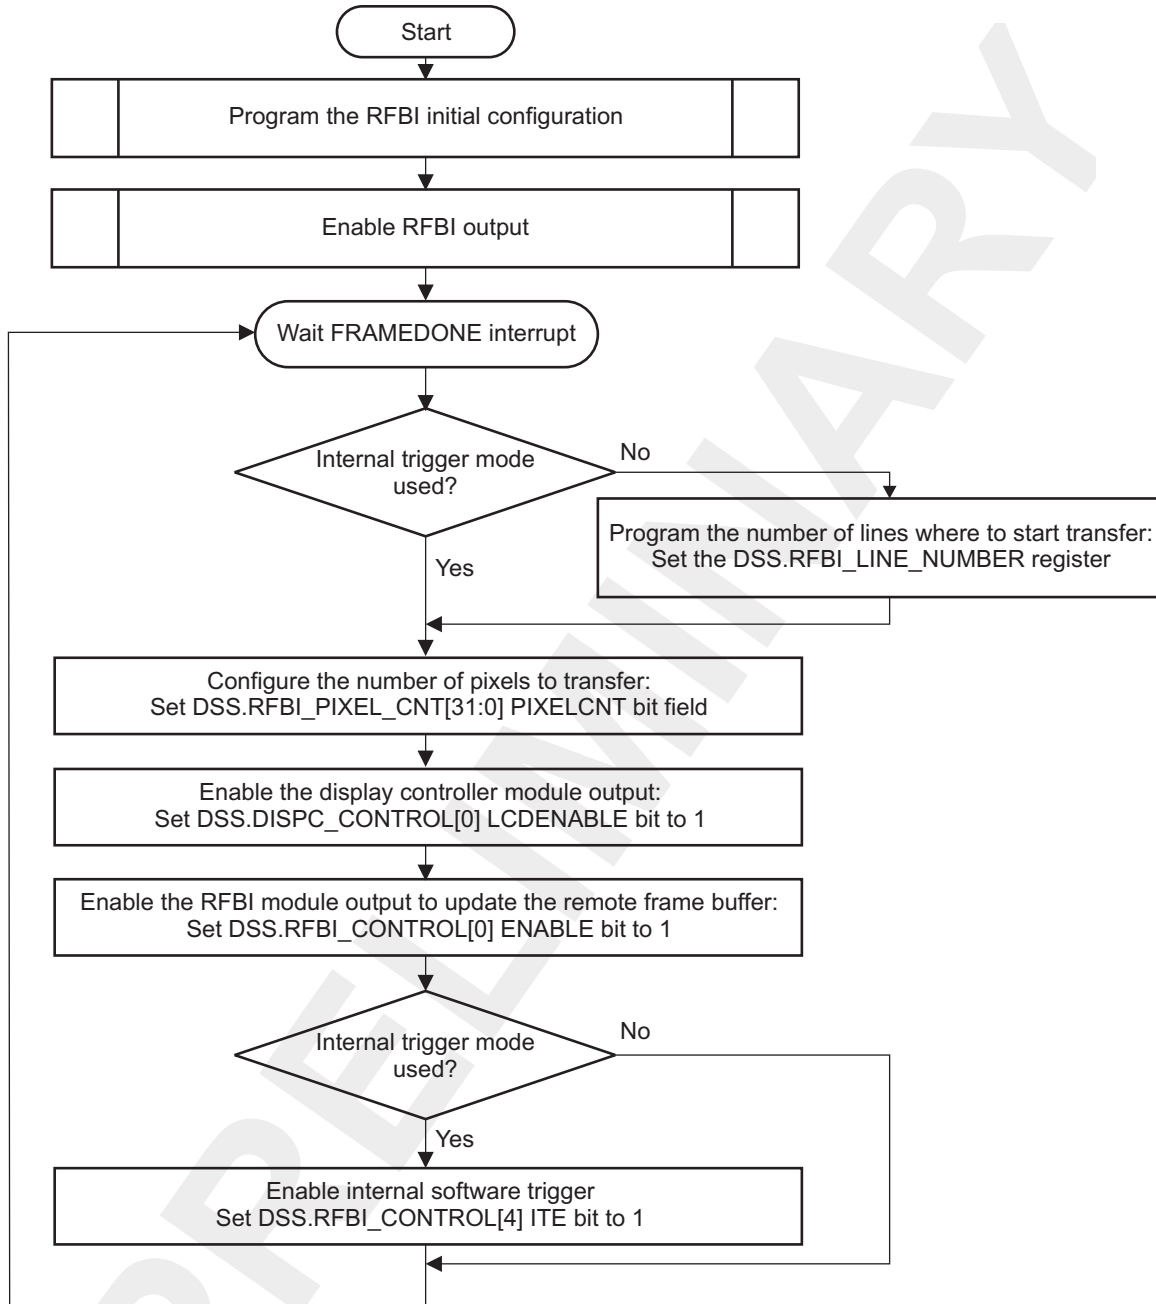 Start
Program the RFBI initial configuration
Enable RFBI output
Wait FRAMEDONE interrupt
Internal trigger mode
used?
No
Program the number of lines where to start transfer:
Set the DSS.RFBI_LINE_NUMBER register
Yes
Configure the number of pixels to transfer:
Set DSS.RFBI_PIXEL_CNT[31:0] PIXELCNT bit field
Enable the display controller module output:
Set DSS.DISPC_CONTROL[0] LCDENABLE bit to 1
Enable the RFBI module output to update the remote frame buffer:
Set DSS.RFBI_CONTROL[0] ENABLE bit to 1
Internal trigger mode
used?
No
Yes
Enable internal software trigger
Set DSS.RFBI_CONTROL[4] ITE bit to 1
PRELIMINARY